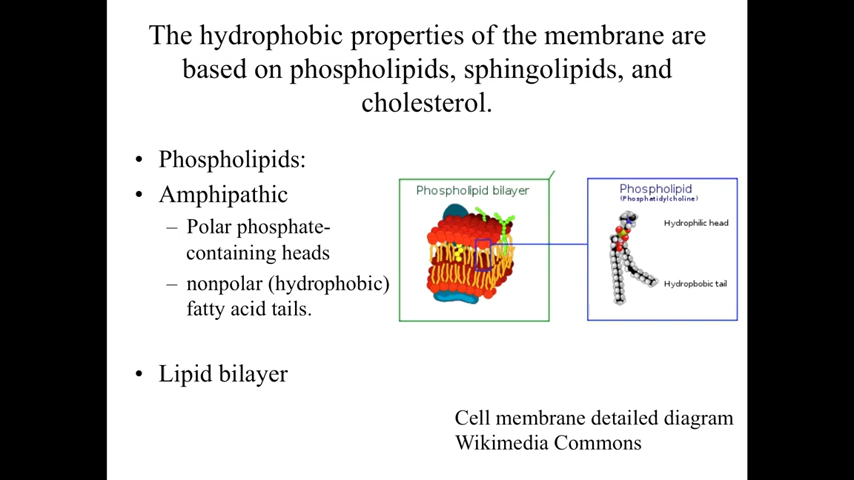 The hydrophobic properties of the membrane are
based on phospholipids, sphingolipids, and
cholesterol.
• Phospholipids:
• Amphipathic
– Polar phosphate-
containing heads
– nonpolar (hydrophobic)
fatty acid tails.
• Lipid bilayer
Phospholipid bilayer
Phospholipid
(Phosphatidylcholine)
Hydrophilic head
Hydrophobic tail
Cell membrane detailed diagram
Wikimedia Commons